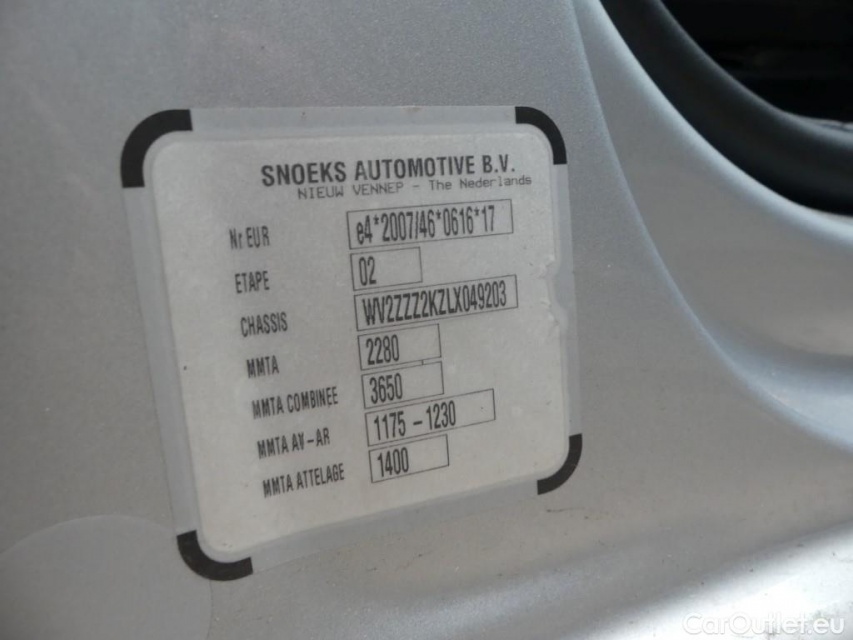 SNOEKS AUTOMOTIVE B.V.
NIEUW VENNEP - The Nederlands
Nr EUR e4*2007/46*0616*17
ETAPE 02
CHASSIS WV2ZZZ2KZLX049203
MMTA 2280
MMTA COMBINEE 3650
MMTA AV-AR 1175 - 1230
MMTA ATTELAGE 1400
CarOutlet.eu